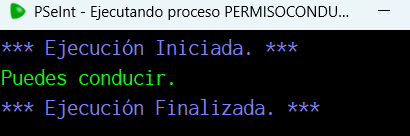 PSeInt - Ejecutando proceso PERMISOCONDU...
*** Ejecución Iniciada. ***
Puedes conducir.
*** Ejecución Finalizada. ***